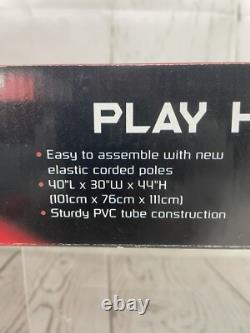 PLAY H
• Easy to assemble with new
elastic corded poles
• 40"L x 30"W x 44"H
(101cm x 76cm x 111cm)
• Sturdy PVC tube construction